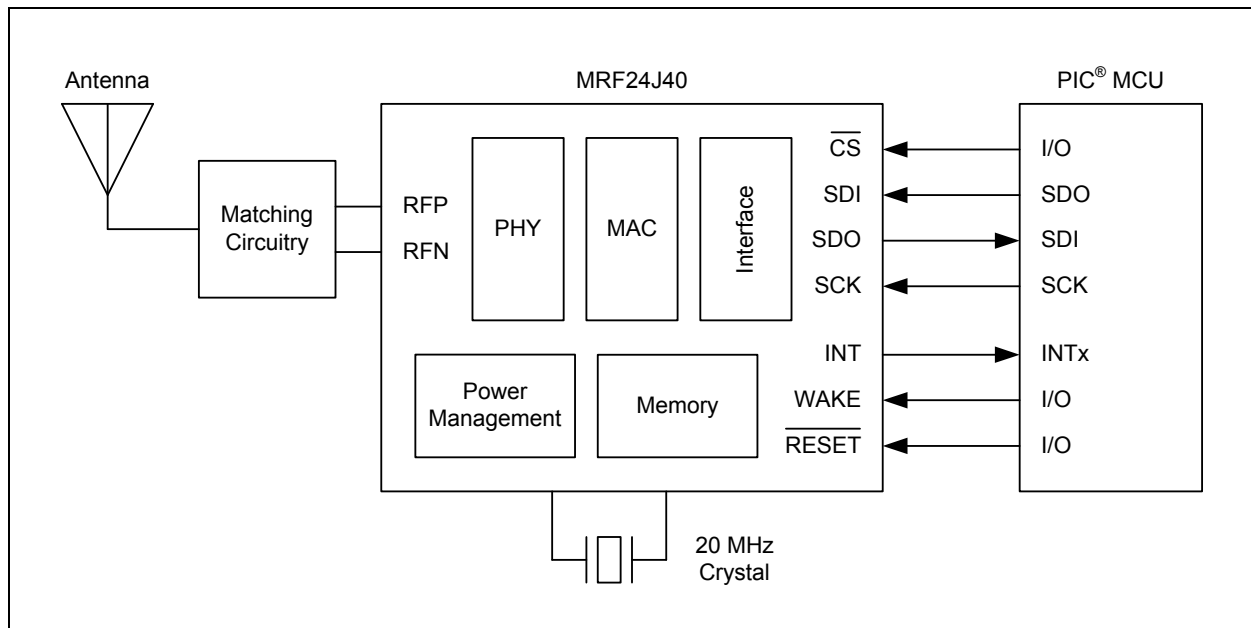 Antenna
MRF24J40
PIC® MCU
Matching
Circuitry
RFP
RFN
PHY
MAC
Interface
CS
SDI
SDO
SCK
INT
WAKE
RESET
I/O
SDO
SDI
SCK
INTx
I/O
I/O
Power
Management
Memory
20 MHz
Crystal